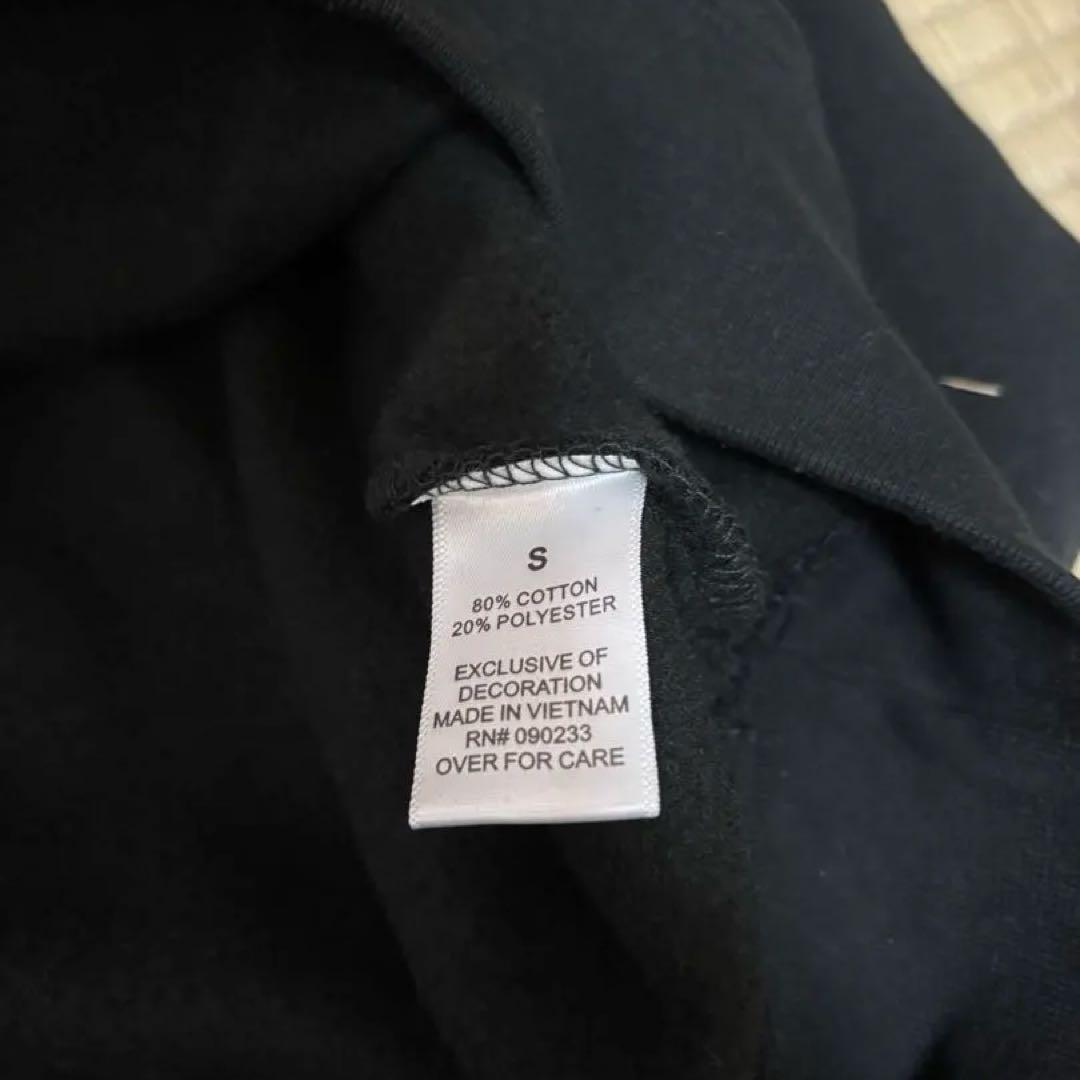 S
80% COTTON
20% POLYESTER
EXCLUSIVE OF
DECORATION
MADE IN VIETNAM
RN# 090233
OVER FOR CARE